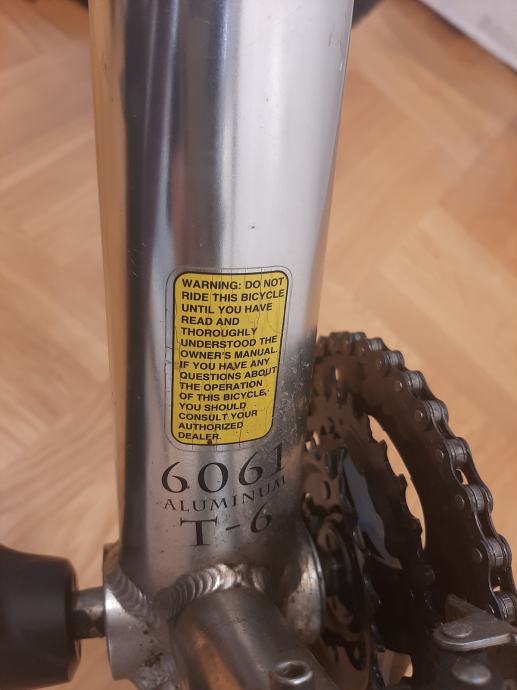 WARNING: DO NOT
RIDE THIS BICYCLE
UNTIL YOU HAVE
READ AND
THOROUGHLY
UNDERSTOOD THE
OWNER'S MANUAL.
IF YOU HAVE ANY
QUESTIONS ABOUT
THE OPERATION
OF THIS BICYCLE,
YOU SHOULD
CONSULT YOUR
AUTHORIZED
DEALER.
6061
ALUMINUM
T-6